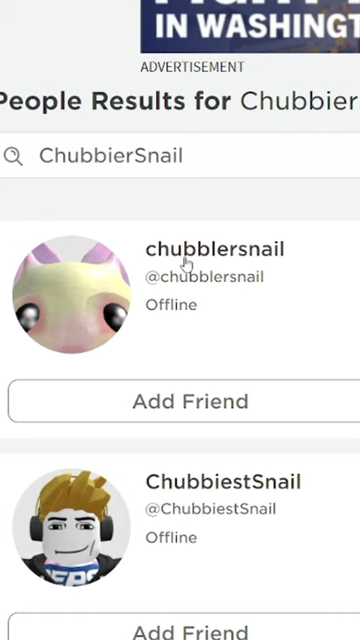 IN WASHINGT
ADVERTISEMENT
People Results for Chubbier
ChubbierSnail
chubblersnail
@chubblersnail
Offline
Add Friend
ChubbiestSnail
@ChubbiestSnail
Offline
Add Friend